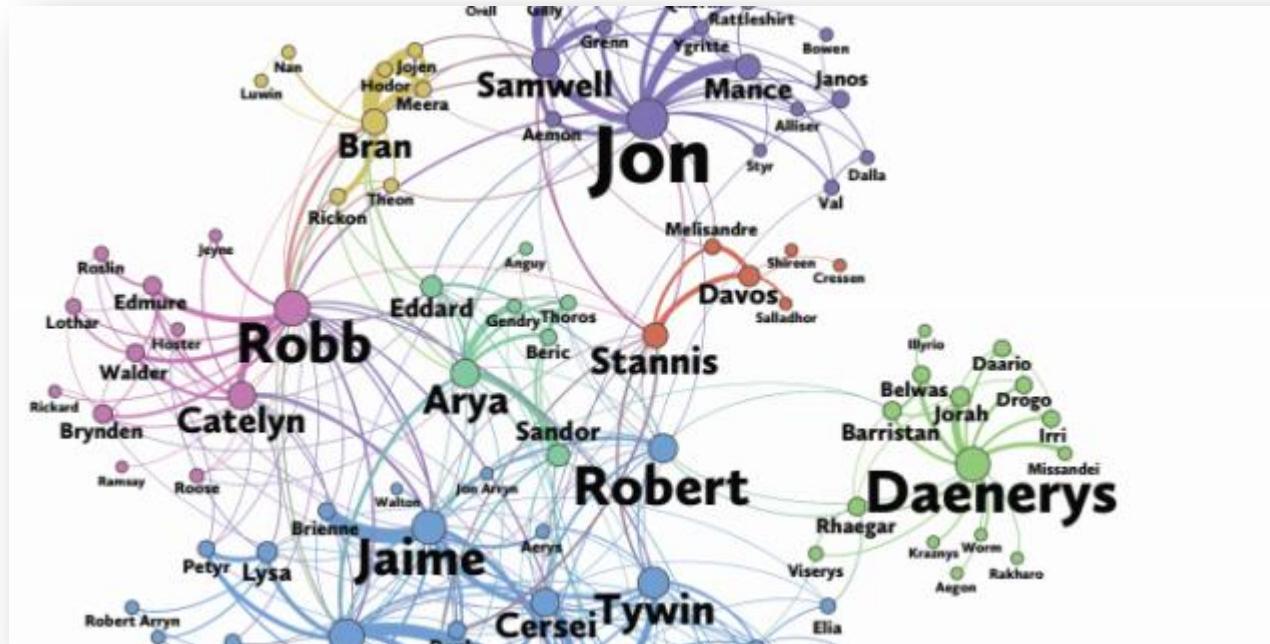 Orell
Gilly
Rattleshirt
Grenn
Ygritte
Bowen
Nan
Jojen
Samwell
Mance
Janos
Luwin
Hodor
Meera
Bran
Aemon
Jon
Alliser
Styr
Dalla
Val
Rickon
Theon
Melisandre
Jeyne
Roslin
Anguy
Shireen
Cressen
Edmure
Eddard
Davos
Salladhor
Lothar
Gendry
Thoros
Hoster
Robb
Beric
Stannis
Illyrio
Walder
Daario
Belwas
Drogo
Rickard
Catelyn
Arya
Jorah
Brynden
Sandor
Barristan
Irri
Missandei
Ramsay
Roose
Jon Arryn
Robert
Daenerys
Walton
Brienne
Rhaegar
Jaime
Aerys
Kraznys
Worm
Petyr
Lysa
Viserys
Aegon
Rakharo
Robert Arryn
Cersei
Tywin
Elia